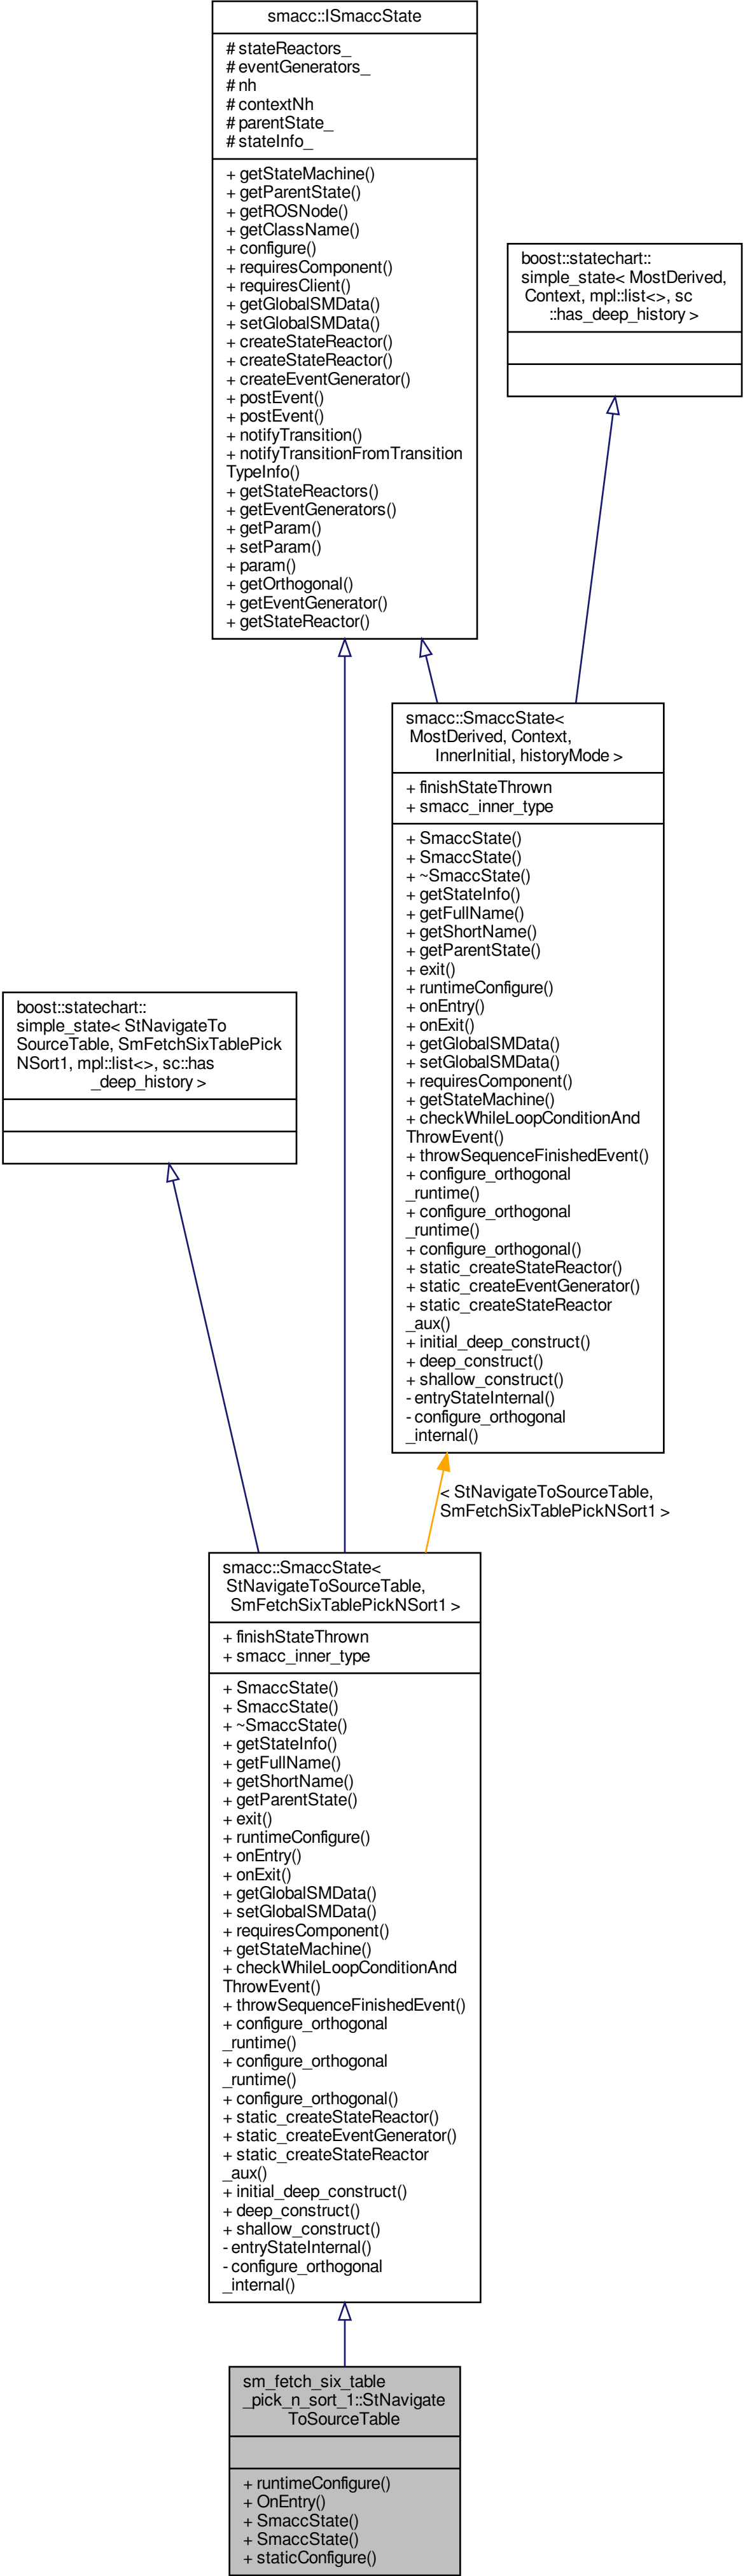 smacc::ISmaccState
# stateReactors_
# eventGenerators_
# nh
# contextNh
# parentState_
# stateInfo_
+ getStateMachine()
+ getParentState()
+ getROSNode()
+ getClassName()
+ configure()
+ requiresComponent()
+ requiresClient()
+ getGlobalSMData()
+ setGlobalSMData()
+ createStateReactor()
+ createStateReactor()
+ createEventGenerator()
+ postEvent()
+ postEvent()
+ notifyTransition()
+ notifyTransitionFromTransition
TypeInfo()
+ getStateReactors()
+ getEventGenerators()
+ getParam()
+ setParam()
+ param()
+ getOrthogonal()
+ getEventGenerator()
+ getStateReactor()
boost::statechart::
simple_state< MostDerived,
Context, mpl::list<>, sc
::has_deep_history >
smacc::SmaccState<
MostDerived, Context,
InnerInitial, historyMode >
+ finishStateThrown
+ smacc_inner_type
+ SmaccState()
+ SmaccState()
+ ~SmaccState()
+ getStateInfo()
+ getFullName()
+ getShortName()
+ getParentState()
+ exit()
+ runtimeConfigure()
+ onEntry()
+ onExit()
+ getGlobalSMData()
+ setGlobalSMData()
+ requiresComponent()
+ getStateMachine()
+ checkWhileLoopConditionAnd
ThrowEvent()
+ throwSequenceFinishedEvent()
+ configure_orthogonal
_runtime()
+ configure_orthogonal
_runtime()
+ configure_orthogonal()
+ static_createStateReactor()
+ static_createEventGenerator()
+ static_createStateReactor
_aux()
+ initial_deep_construct()
+ deep_construct()
+ shallow_construct()
- entryStateInternal()
- configure_orthogonal
_internal()
boost::statechart::
simple_state< StNavigateTo
SourceTable, SmFetchSixTablePick
NSort1, mpl::list<>, sc::has
_deep_history >
< StNavigateToSourceTable,
SmFetchSixTablePickNSort1 >
smacc::SmaccState<
StNavigateToSourceTable,
SmFetchSixTablePickNSort1 >
+ finishStateThrown
+ smacc_inner_type
+ SmaccState()
+ SmaccState()
+ ~SmaccState()
+ getStateInfo()
+ getFullName()
+ getShortName()
+ getParentState()
+ exit()
+ runtimeConfigure()
+ onEntry()
+ onExit()
+ getGlobalSMData()
+ setGlobalSMData()
+ requiresComponent()
+ getStateMachine()
+ checkWhileLoopConditionAnd
ThrowEvent()
+ throwSequenceFinishedEvent()
+ configure_orthogonal
_runtime()
+ configure_orthogonal
_runtime()
+ configure_orthogonal()
+ static_createStateReactor()
+ static_createEventGenerator()
+ static_createStateReactor
_aux()
+ initial_deep_construct()
+ deep_construct()
+ shallow_construct()
- entryStateInternal()
- configure_orthogonal
_internal()
sm_fetch_six_table
_pick_n_sort_1::StNavigate
ToSourceTable
+ runtimeConfigure()
+ OnEntry()
+ SmaccState()
+ SmaccState()
+ staticConfigure()